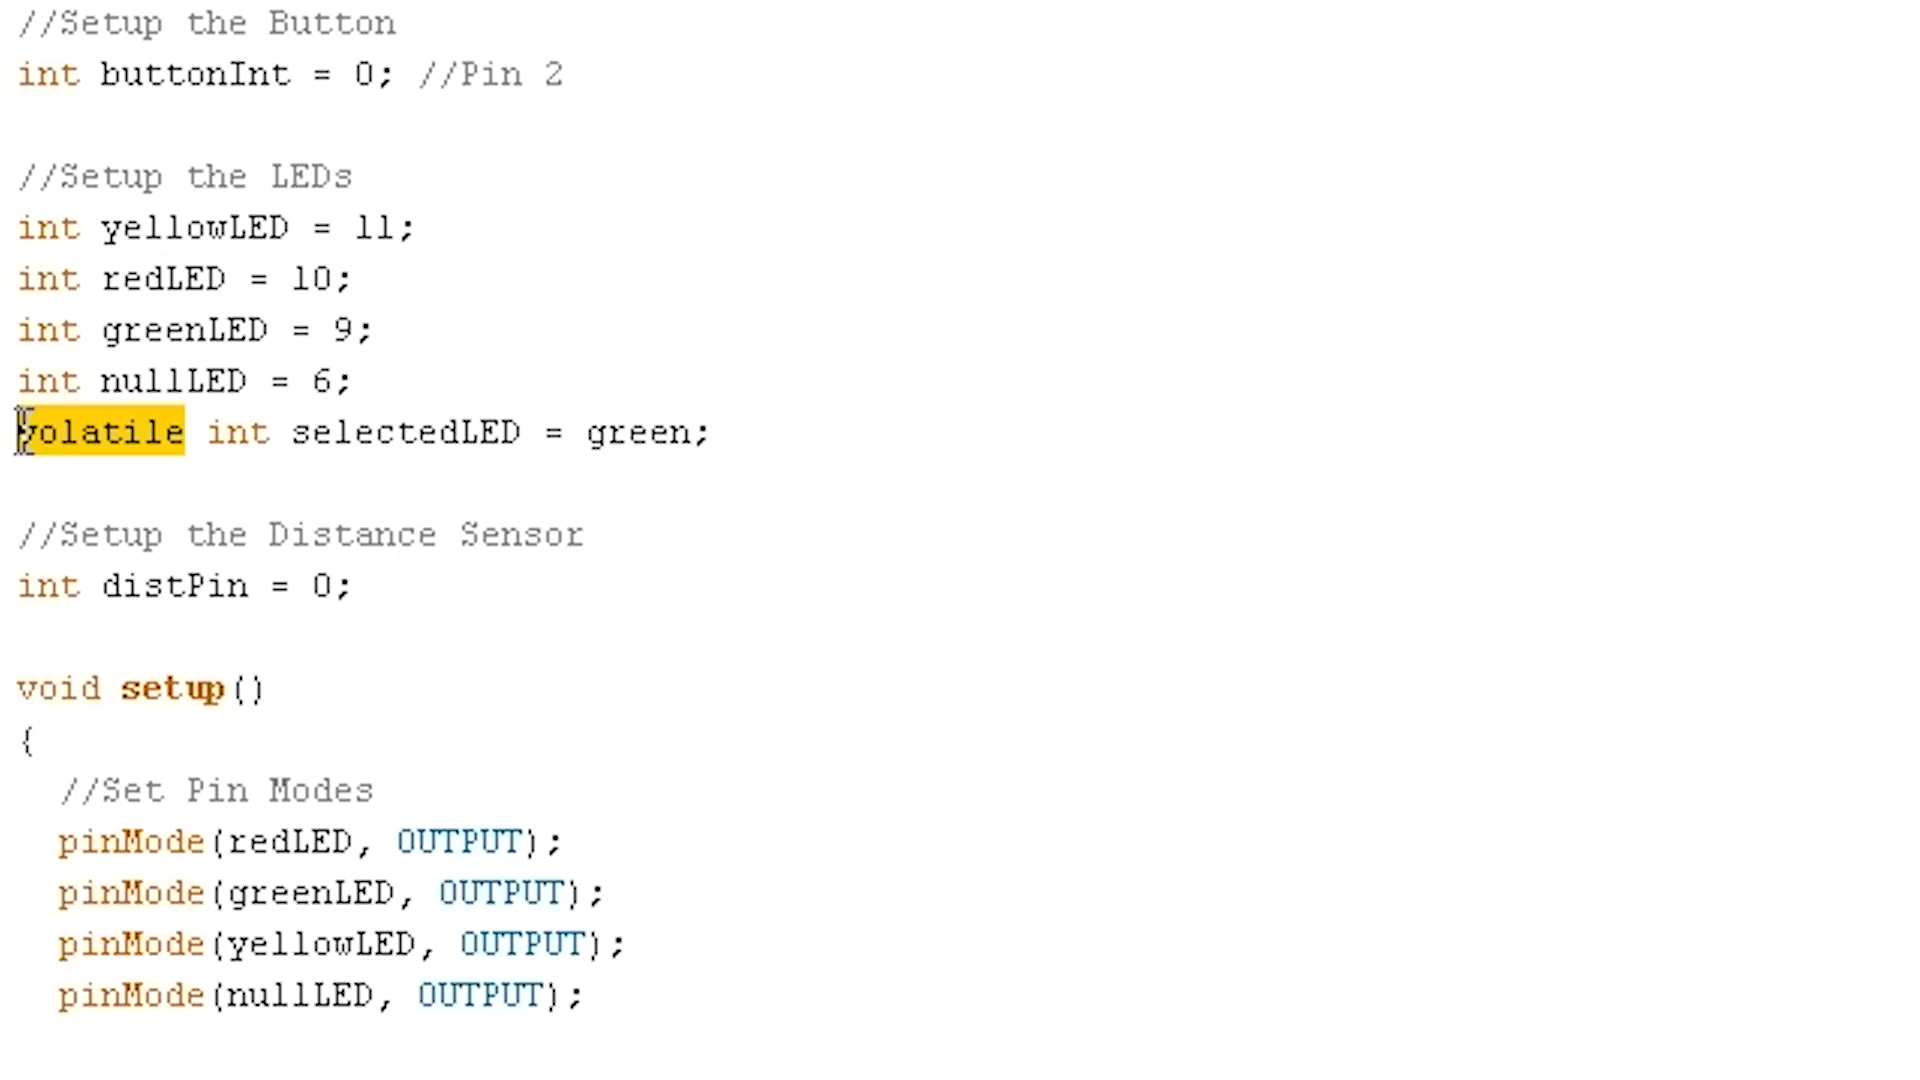 //Setup the Button
int buttonInt = 0; //Pin 2
//Setup the LEDs
int yellowLED = 11;
int redLED = 10;
int greenLED = 9;
int nullLED = 6;
volatile int selectedLED = green;
//Setup the Distance Sensor
int distPin = 0;
void setup()
{
//Set Pin Modes
pinMode(redLED, OUTPUT);
pinMode(greenLED, OUTPUT);
pinMode(yellowLED, OUTPUT);
pinMode(nullLED, OUTPUT);